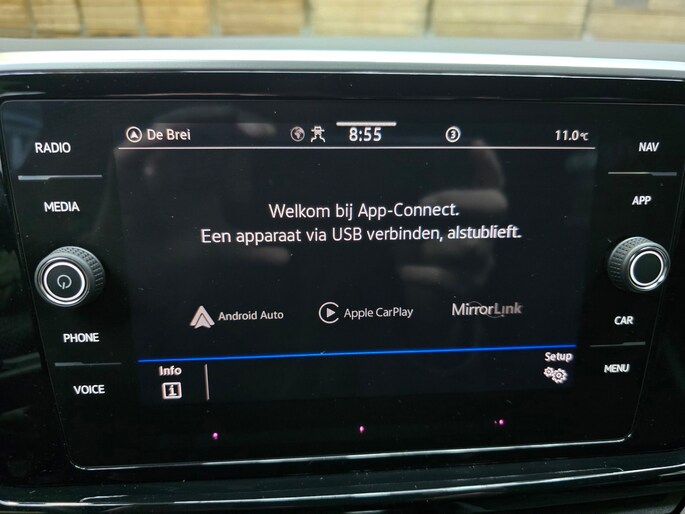 RADIO
MEDIA
PHONE
VOICE
De Brei
8:55
3
11.0°C
Welkom bij App-Connect.
Een apparaat via USB verbinden, alstublieft.
Android Auto
Apple CarPlay
MirrorLink
Info
Setup
NAV
APP
CAR
MENU